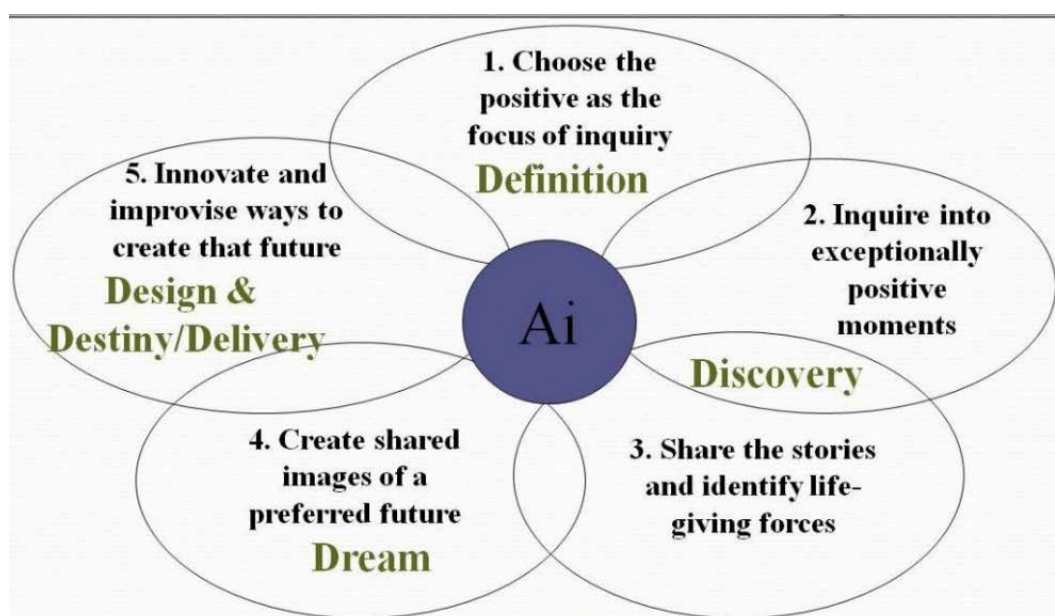 1. Choose the
positive as the
focus of inquiry
Definition
2. Inquire into
exceptionally
positive
moments
Discovery
3. Share the stories
and identify life-
giving forces
4. Create shared
images of a
preferred future
Dream
5. Innovate and
improvise ways to
create that future
Design &
Destiny/Delivery
Ai